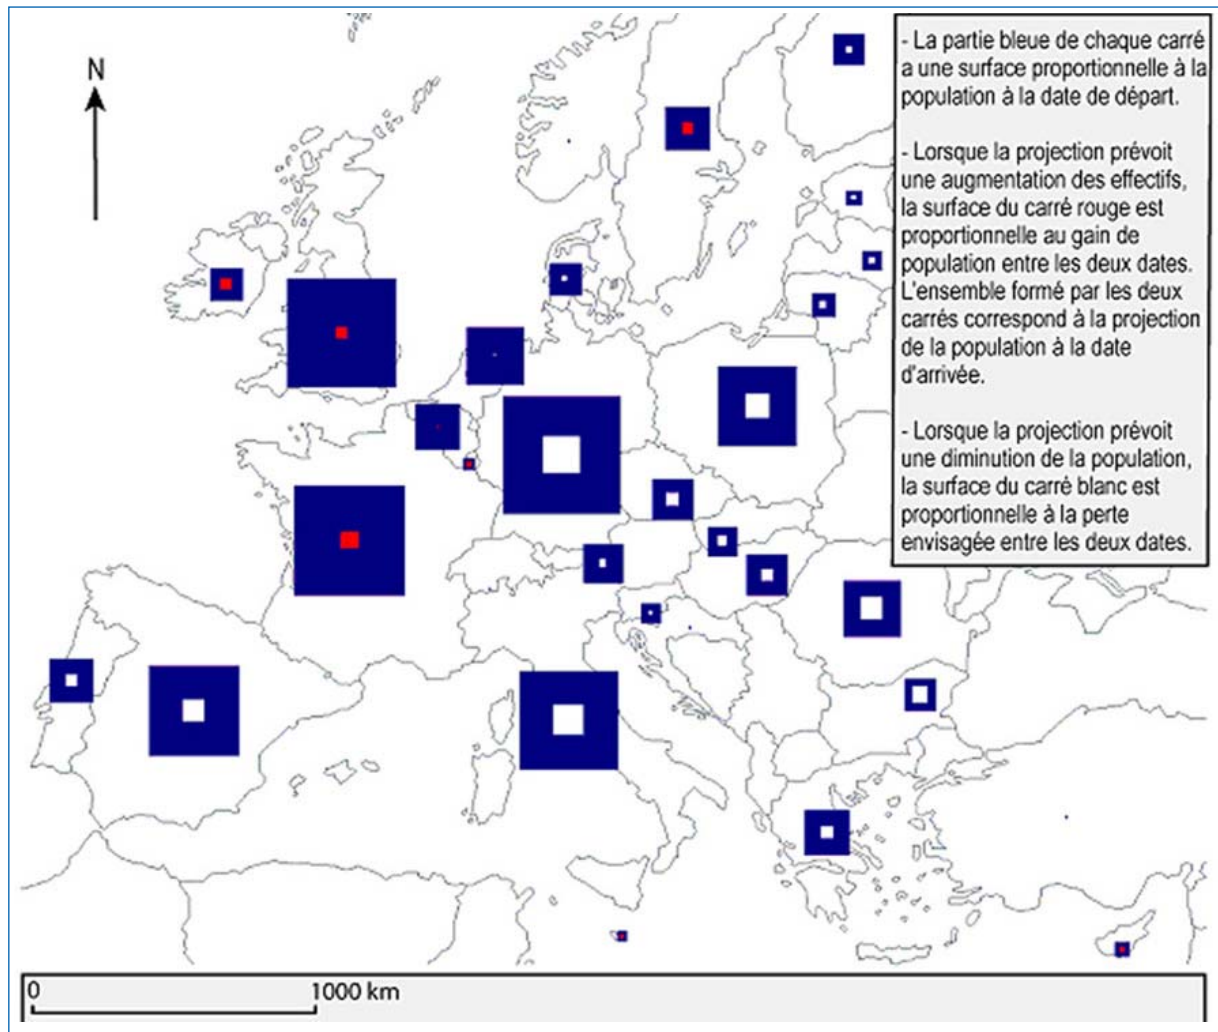 N
- La partie bleue de chaque carré
a une surface proportionnelle à la
population à la date de départ.
- Lorsque la projection prévoit
une augmentation des effectifs,
la surface du carré rouge est
proportionnelle au gain de
population entre les deux dates.
L'ensemble formé par les deux
carrés correspond à la projection
de la population à la date
d'arrivée.
- Lorsque la projection prévoit
une diminution de la population,
la surface du carré blanc est
proportionnelle à la perte
envisagée entre les deux dates.
0
1000 km